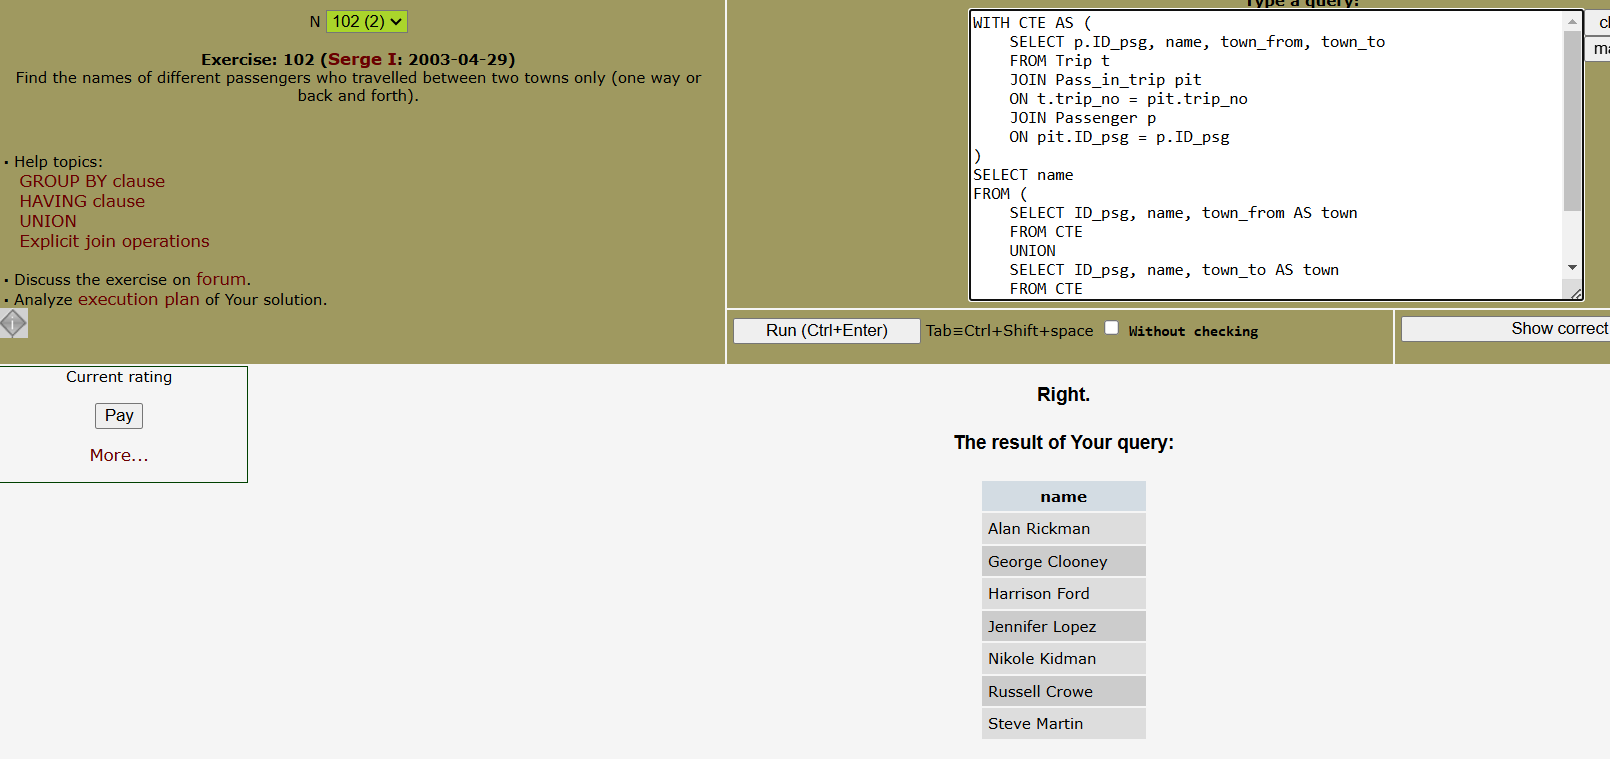 N 102 (2)
Exercise: 102 (Serge I: 2003-04-29)
Find the names of different passengers who travelled between two towns only (one way or
back and forth).
· Help topics:
GROUP BY clause
HAVING clause
UNION
Explicit join operations
· Discuss the exercise on forum.
· Analyze execution plan of Your solution.
Type a query:
WITH CTE AS (
SELECT p.ID_psg, name, town_from, town_to
FROM Trip t
JOIN Pass_in_trip pit
ON t.trip_no = pit.trip_no
JOIN Passenger p
ON pit.ID_psg = p.ID_psg
)
SELECT name
FROM (
SELECT ID_psg, name, town_from AS town
FROM CTE
UNION
SELECT ID_psg, name, town_to AS town
FROM CTE
Run (Ctrl+Enter) Tab≡Ctrl+Shift+space Without checking
Show correct
Current rating
Pay
More...
Right.
The result of Your query:
name
Alan Rickman
George Clooney
Harrison Ford
Jennifer Lopez
Nikole Kidman
Russell Crowe
Steve Martin